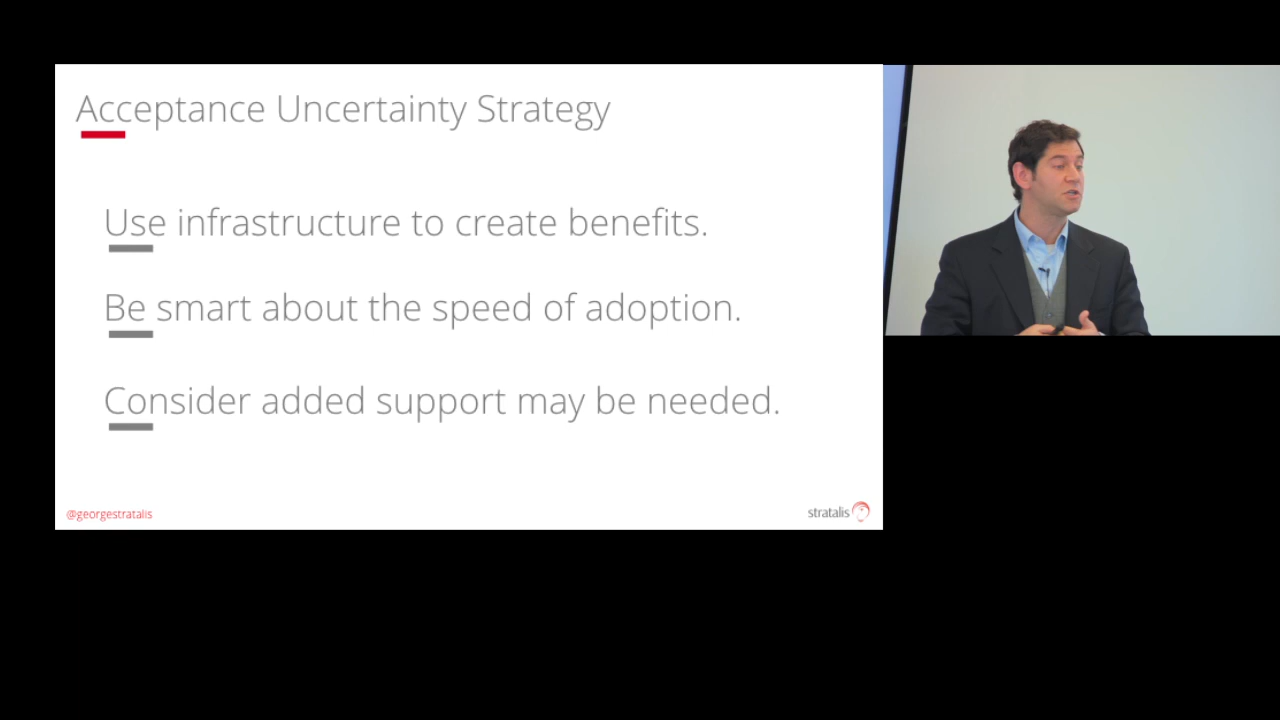 Acceptance Uncertainty Strategy
Use infrastructure to create benefits.
Be smart about the speed of adoption.
Consider added support may be needed.
@georgestratalis
stratalis